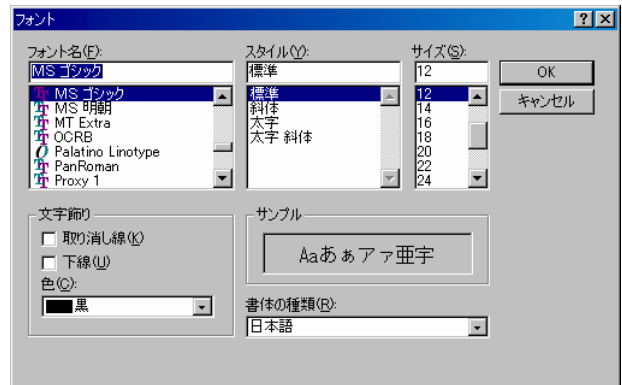 フォント
フォント名(F): スタイル(Y): サイズ(S):
MS ゴシック 標準 12 OK
MS ゴシック 標準 12 キャンセル
MS 明朝 斜体 14
MT Extra 太字 16
OCRB 太字 斜体 18
Palatino Linotype 20
PanRoman 22
Proxy 1 24
文字飾り サンプル
取り消し線(K)
下線(U) Aaあぁアァ亜宇
色(C):
黒 書体の種類(R):
日本語